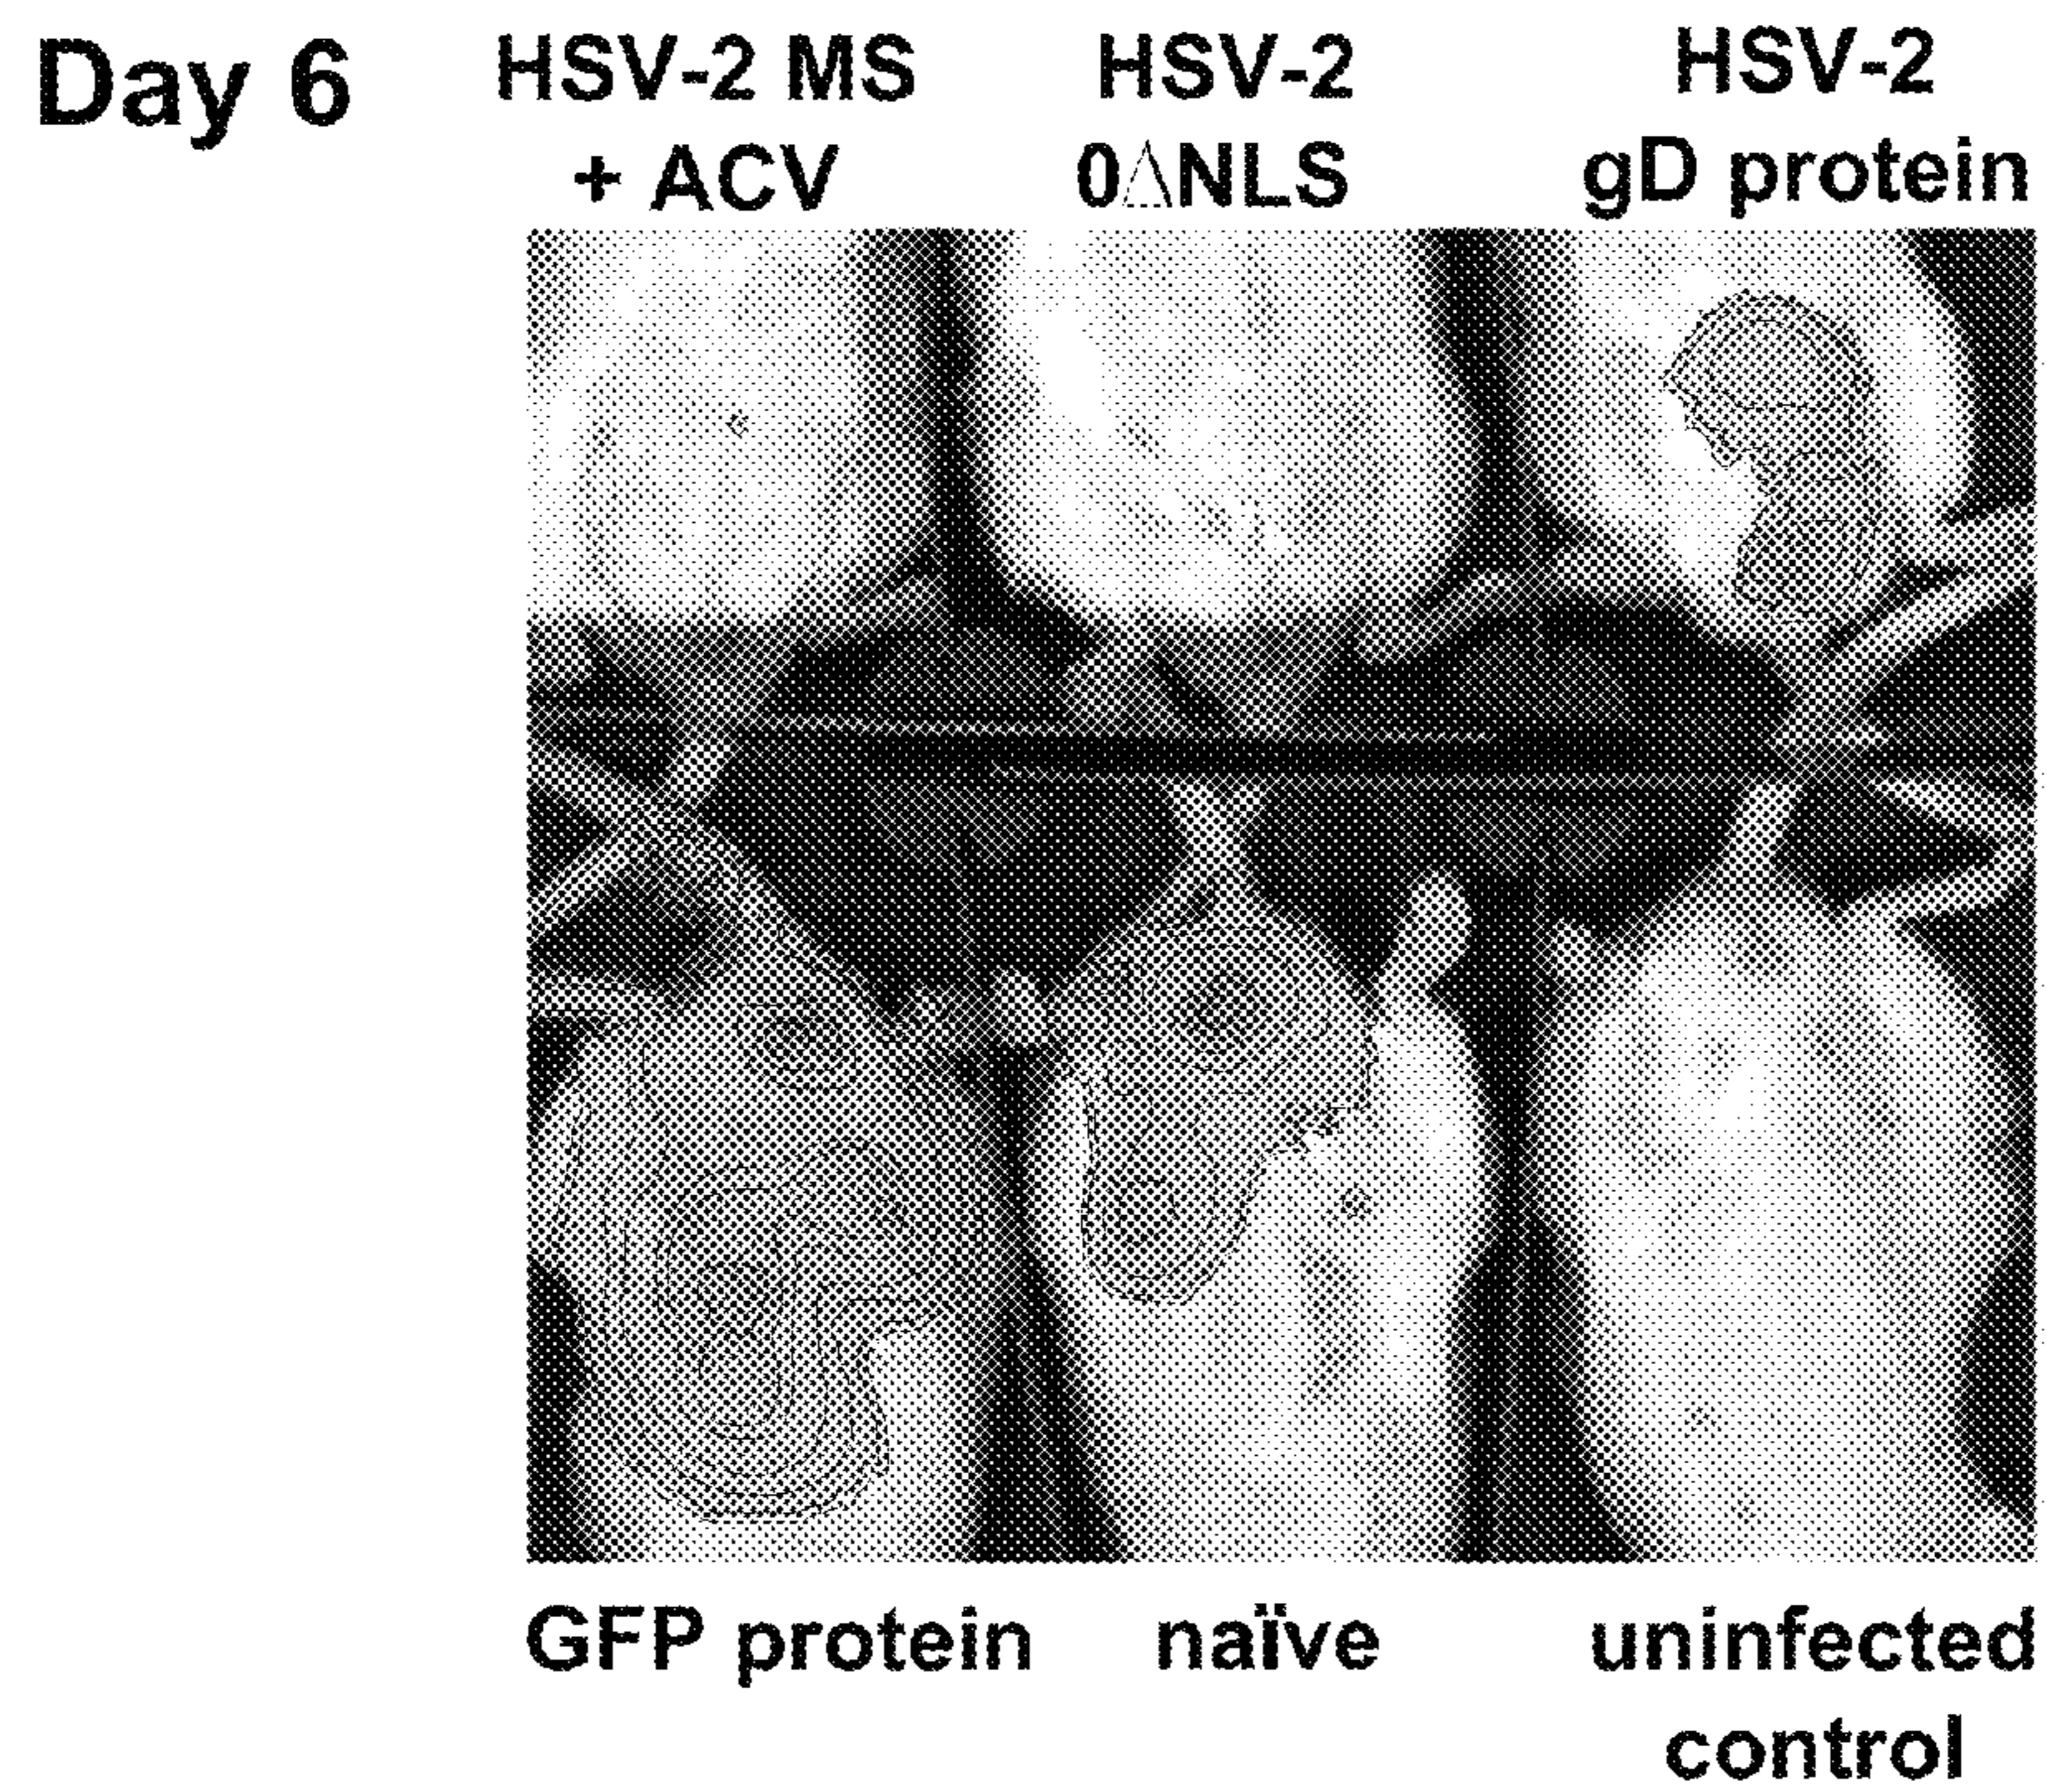 Day 6
HSV-2 MS
+ ACV
HSV-2
0ΔNLS
HSV-2
gD protein
GFP protein
naïve
uninfected
control